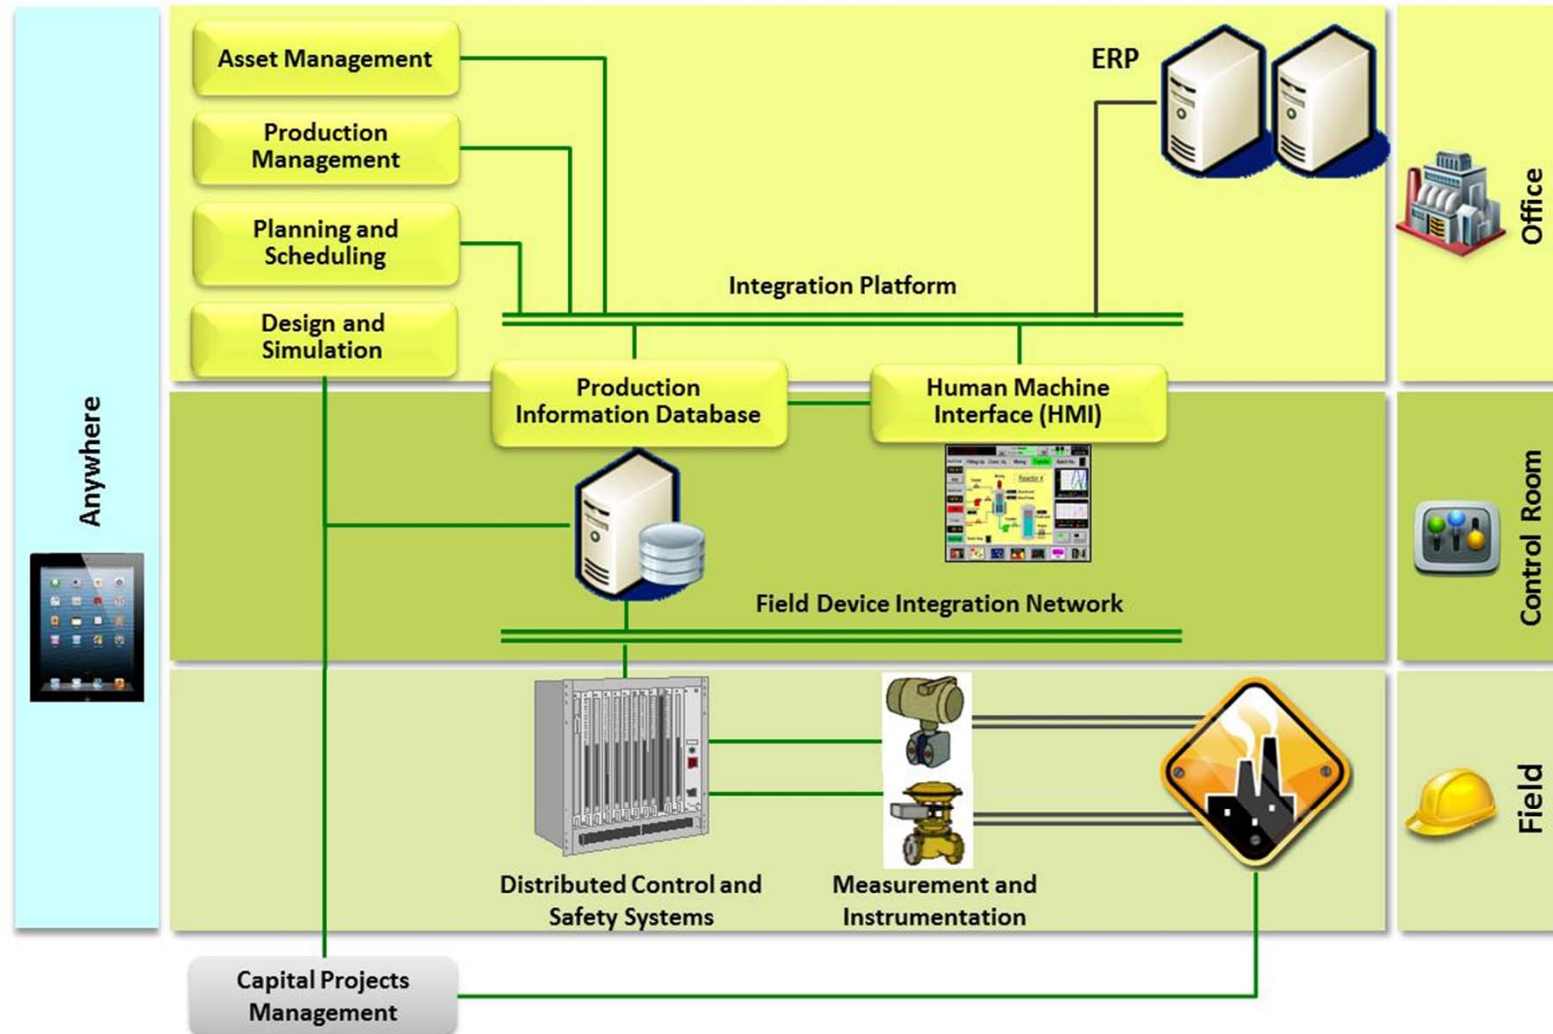 Asset Management
Production
Management
Planning and
Scheduling
Design and
Simulation
ERP
Integration Platform
Production
Information Database
Human Machine
Interface (HMI)
Field Device Integration Network
Distributed Control and
Safety Systems
Measurement and
Instrumentation
Capital Projects
Management
Anywhere
Office
Control Room
Field